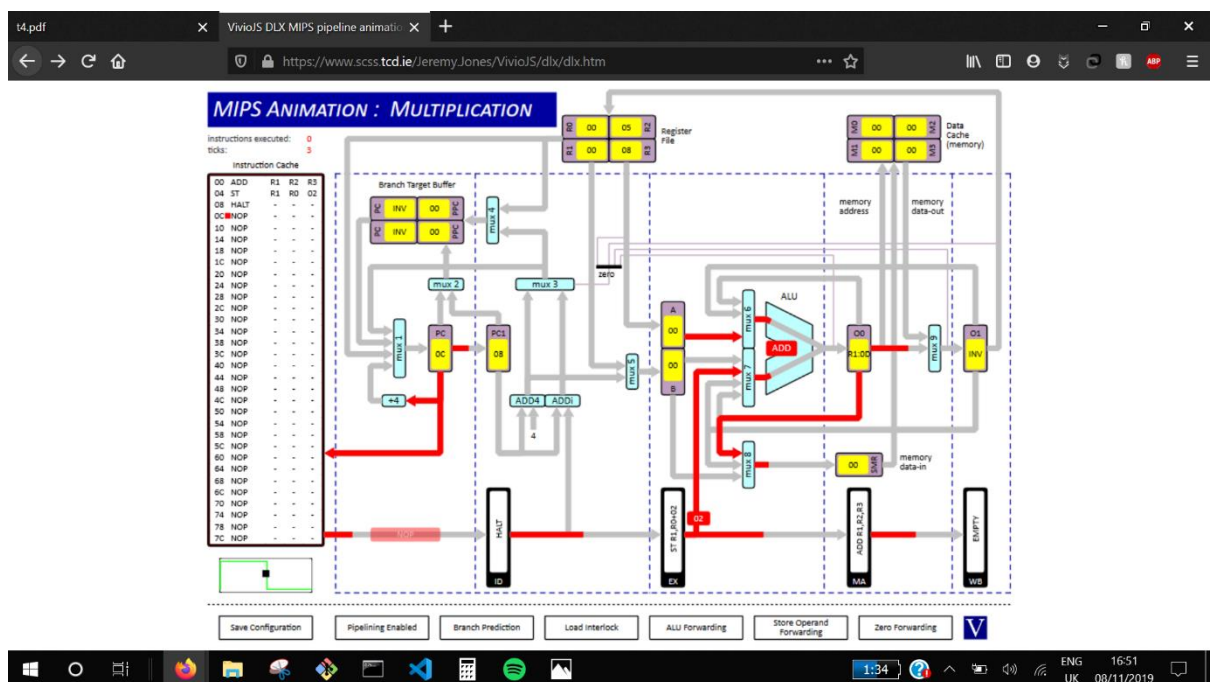 t4.pdf
VivioJS DLX MIPS pipeline animatio
https://www.scss.tcd.ie/Jeremy.Jones/VivioJS/dlx/dlx.htm
ABP
MIPS ANIMATION : MULTIPLICATION
instructions executed: 0
ticks: 3
Instruction Cache
00 ADD R1 R2 R3
04 ST R1 R0 02
08 HALT - - -
0C NOP - - -
10 NOP - - -
14 NOP - - -
18 NOP - - -
1C NOP - - -
20 NOP - - -
24 NOP - - -
28 NOP - - -
2C NOP - - -
30 NOP - - -
34 NOP - - -
38 NOP - - -
3C NOP - - -
40 NOP - - -
44 NOP - - -
48 NOP - - -
4C NOP - - -
50 NOP - - -
54 NOP - - -
58 NOP - - -
5C NOP - - -
60 NOP - - -
64 NOP - - -
68 NOP - - -
6C NOP - - -
70 NOP - - -
74 NOP - - -
78 NOP - - -
7C NOP - - -
R0 00 05 R2
R1 00 08 R3
Register
File
M0 00 00 M2
M1 00 00 M3
Data
Cache
(memory)
Branch Target Buffer
PC INV 00 PPC
PC INV 00 PPC
mux 4
memory
address
memory
data-out
zero
mux 2
mux 3
mux 1
PC
0C
PC1
08
+4
ADD4
ADDi
4
mux 5
A
00
00
B
mux 6
mux 7
ALU
ADD
O0
R1:0D
mux 9
O1
INV
mux 8
00 SMR
memory
data-in
NOP
HALT
ID
02
ST R1,R0+02
EX
ADD R1,R2,R3
MA
EMPTY
WB
Save Configuration
Pipelining Enabled
Branch Prediction
Load Interlock
ALU Forwarding
Store Operand
Forwarding
Zero Forwarding
V
1:34
ENG
UK
16:51
08/11/2019